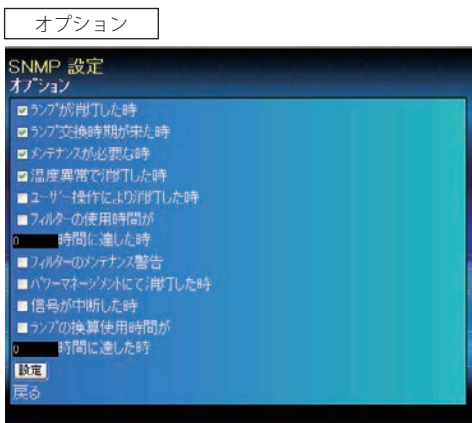 オプション
SNMP 設定
オプション
ランプが消灯した時
ランプ交換時期が来た時
メンテナンスが必要な時
温度異常で消灯した時
ユーザー操作により消灯した時
フィルターの使用時間が
0 時間に達した時
フィルターのメンテナンス警告
パワーマネージメントにて消灯した時
信号が中断した時
ランプの換算使用時間が
0 時間に達した時
設定
戻る